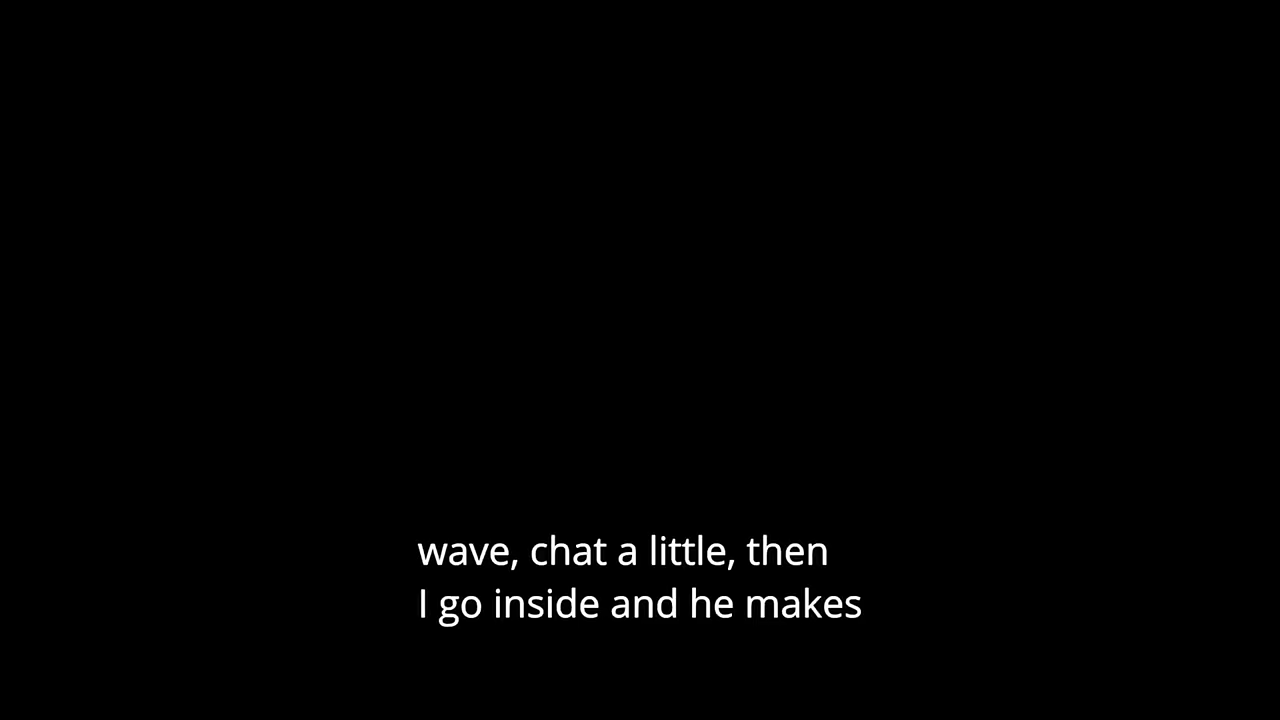 wave, chat a little, then
I go inside and he makes